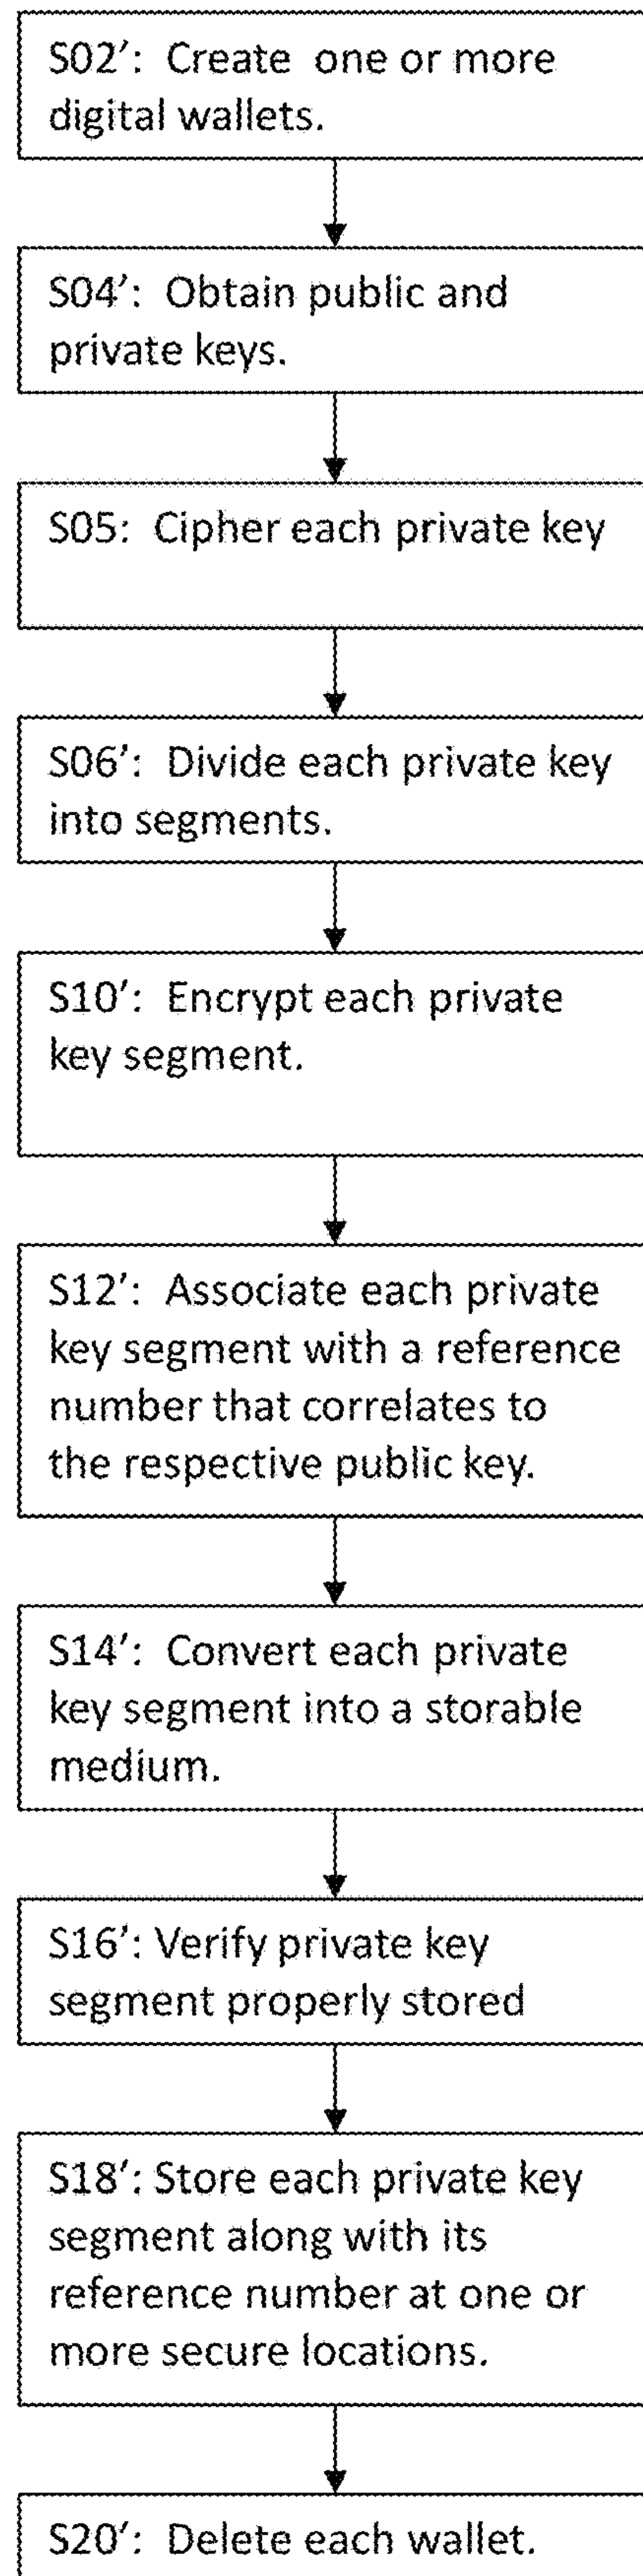 S02′: Create one or more
digital wallets.
S04′: Obtain public and
private keys.
S05: Cipher each private key
S06′: Divide each private key
into segments.
S10′: Encrypt each private
key segment.
S12′: Associate each private
key segment with a reference
number that correlates to
the respective public key.
S14′: Convert each private
key segment into a storable
medium.
S16′: Verify private key
segment properly stored
S18′: Store each private key
segment along with its
reference number at one or
more secure locations.
S20′: Delete each wallet.